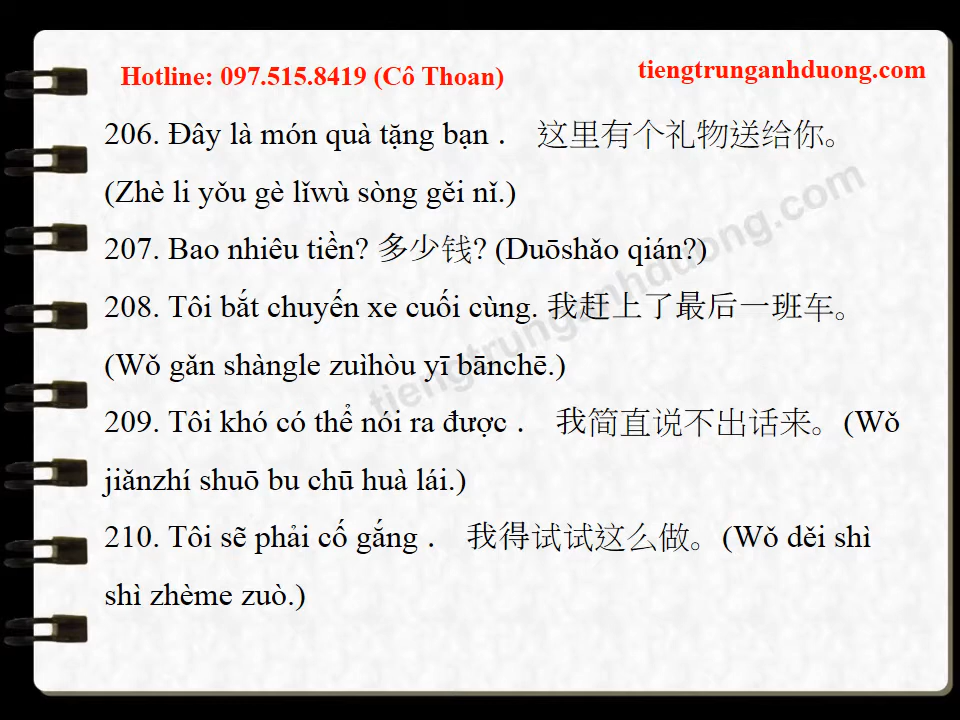 Hotline: 097.515.8419 (Cô Thoan)
tiengtrunganhduong.com
206. Đây là món quà tặng bạn． 这里有个礼物送给你。
(Zhè li yǒu gè lǐwù sòng gěi nǐ.)
207. Bao nhiêu tiền? 多少钱? (Duōshǎo qián?)
208. Tôi bắt chuyến xe cuối cùng. 我赶上了最后一班车。
(Wǒ gǎn shàngle zuìhòu yī bānchē.)
209. Tôi khó có thể nói ra được． 我简直说不出话来。(Wǒ
jiǎnzhí shuō bu chū huà lái.)
210. Tôi sẽ phải cố gắng． 我得试试这么做。(Wǒ děi shì
shì zhème zuò.)
tiengtrunganhduong.com